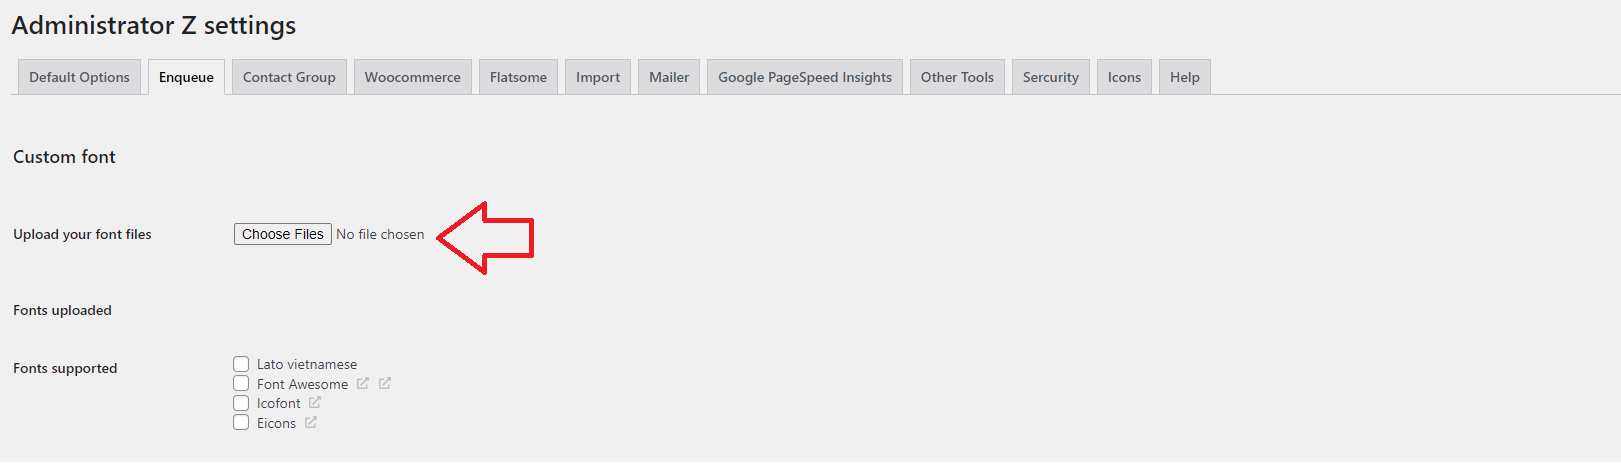 Administrator Z settings
Default Options Enqueue Contact Group Woocommerce Flatsome Import Mailer Google PageSpeed Insights Other Tools Sercurity Icons Help
Custom font
Upload your font files Choose Files No file chosen
Fonts uploaded
Fonts supported Lato vietnamese
Font Awesome
Icofont
Eicons